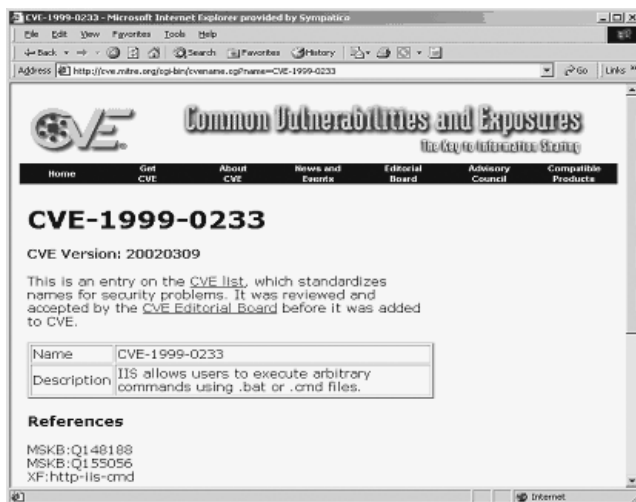 CVE-1999-0233 - Microsoft Internet Explorer provided by Sympatico
File Edit View Favorites Tools Help
Back Search Favorites History
Address http://cve.mitre.org/cgi-bin/cvename.cgi?name=CVE-1999-0233 Go Links »
CVE. Common Vulnerabilities and Exposures
The Key to Information Sharing
Home Get CVE About CVE News and Events Editorial Board Advisory Council Compatible Products
CVE-1999-0233
CVE Version: 20020309
This is an entry on the CVE list, which standardizes
names for security problems. It was reviewed and
accepted by the CVE Editorial Board before it was added
to CVE.
Name CVE-1999-0233
Description IIS allows users to execute arbitrary
commands using .bat or .cmd files.
References
MSKB:Q148188
MSKB:Q155056
XF:http-iis-cmd
Internet